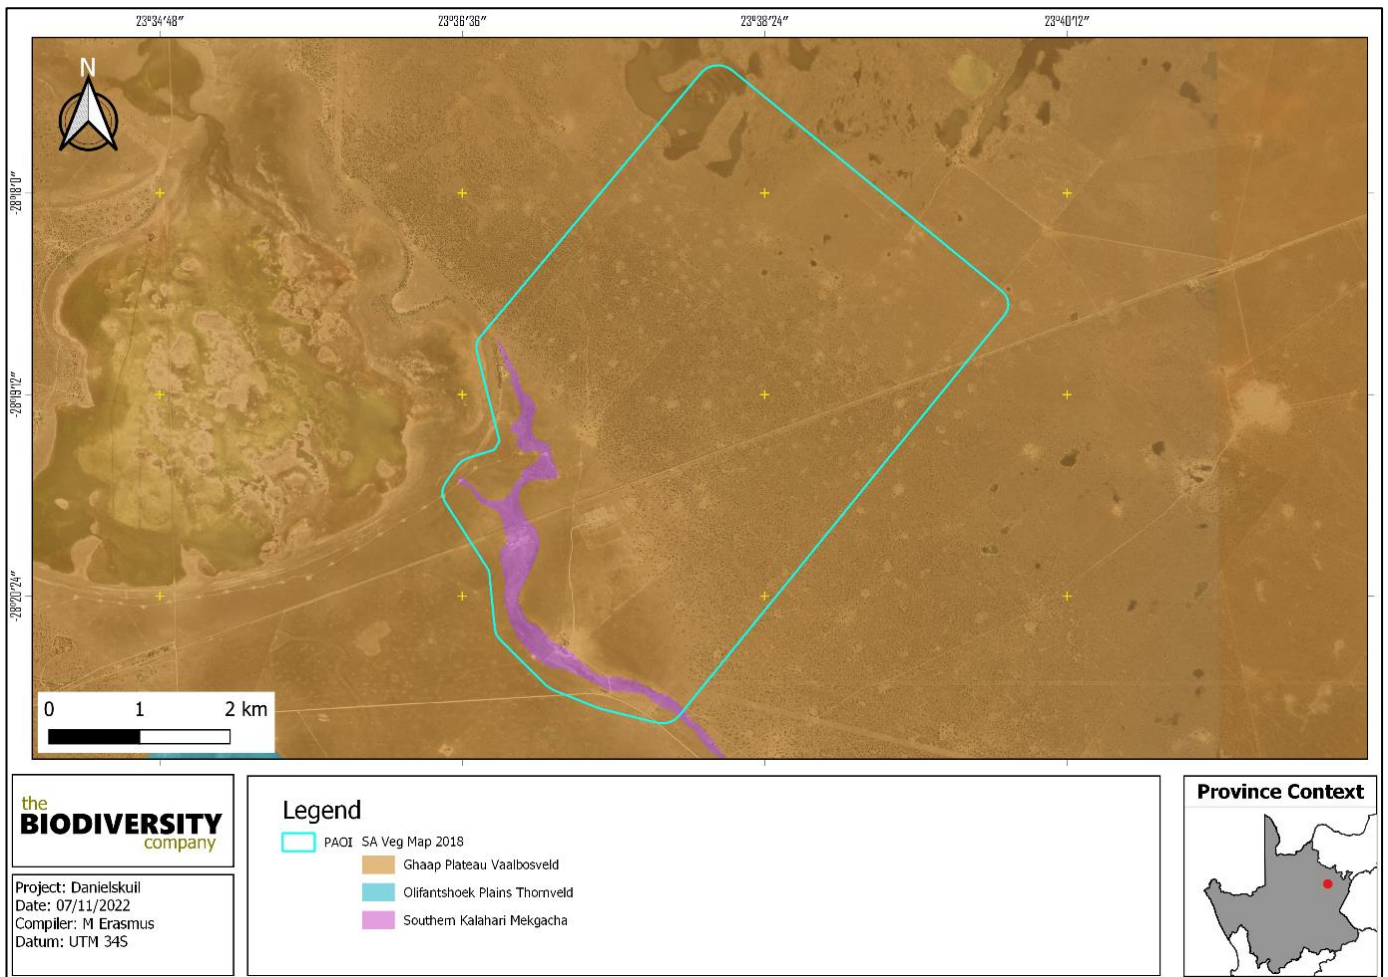 23°34'48" 23°36'36" 23°38'24" 23°40'12"
N
-28°18'0"
-28°19'12"
-28°20'24"
0 1 2 km
the
BIODIVERSITY
company
Project: Danielskuil
Date: 07/11/2022
Compiler: M Erasmus
Datum: UTM 34S
Legend
PAOI SA Veg Map 2018
Ghaap Plateau Vaalbosveld
Olifantshoek Plains Thornveld
Southern Kalahari Mekgacha
Province Context